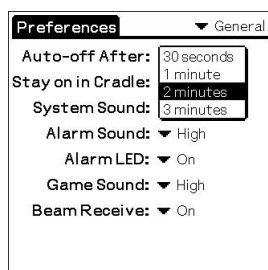 Preferences General
Auto-off After: 30 seconds
1 minute
Stay on in Cradle: 2 minutes
System Sound: 3 minutes
Alarm Sound: High
Alarm LED: On
Game Sound: High
Beam Receive: On